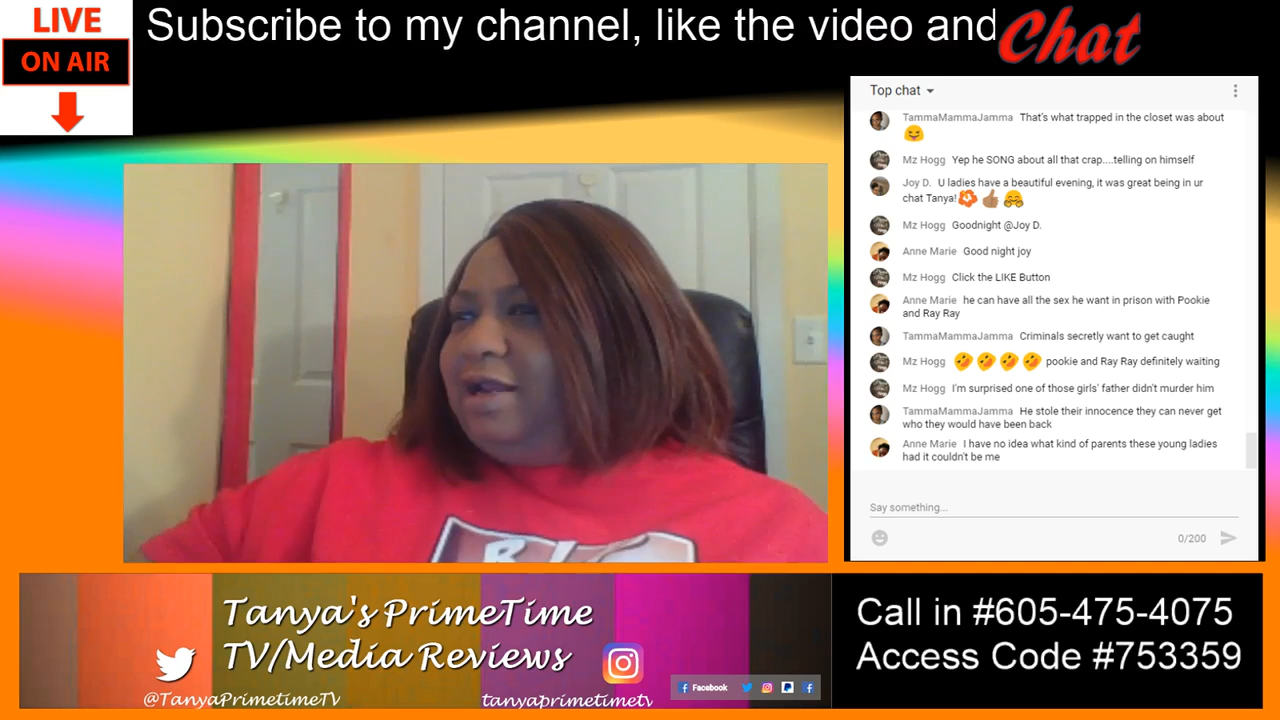 LIVE
ON AIR
Subscribe to my channel, like the video and
Chat
Top chat
TammaMammaJamma That's what trapped in the closet was about
Mz Hogg Yep he SONG about all that crap....telling on himself
Joy D. U ladies have a beautiful evening, it was great being in ur
chat Tanya!
Mz Hogg Goodnight @Joy D.
Anne Marie Good night joy
Mz Hogg Click the LIKE Button
Anne Marie he can have all the sex he want in prison with Pookie
and Ray Ray
TammaMammaJamma Criminals secretly want to get caught
Mz Hogg pookie and Ray Ray definitely waiting
Mz Hogg I'm surprised one of those girls' father didn't murder him
TammaMammaJamma He stole their innocence they can never get
who they would have been back
Anne Marie I have no idea what kind of parents these young ladies
had it couldn't be me
Say something...
0/200
Tanya's PrimeTime
TV/Media Reviews
@TanyaPrimetimeTV
tanyaprimetimetv
Facebook
Call in #605-475-4075
Access Code #753359